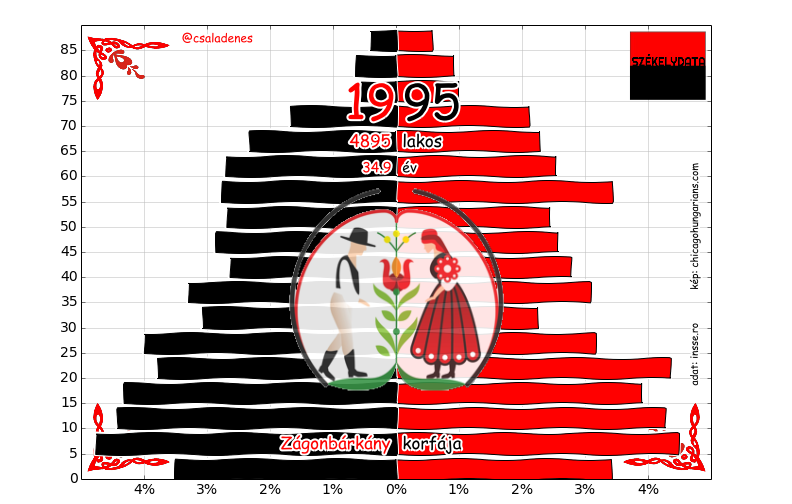 @csaladenes
SZÉKELYDATA
1995
4895 lakos
34.9 év
kép: chicagohungarians.com
adat: insse.ro
Zágonbárkány korfája
85
80
75
70
65
60
55
50
45
40
35
30
25
20
15
10
5
0
4% 3% 2% 1% 0% 1% 2% 3% 4%